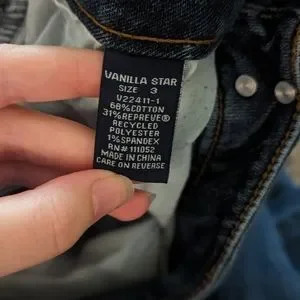 VANILLA STAR
SIZE 3
V22411-1
68%COTTON
31%REPREVE®
RECYCLED
POLYESTER
1%SPANDEX
RN#111052
MADE IN CHINA
CARE ON REVERSE